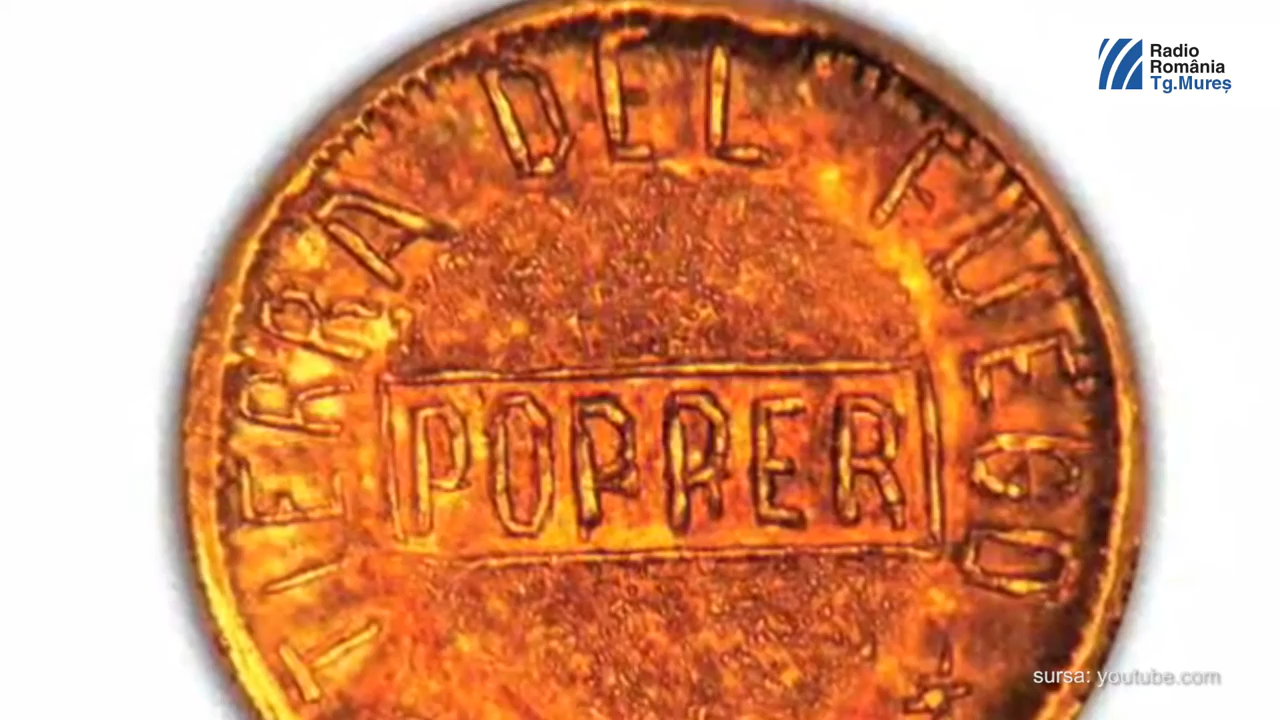 TIERRA DEL FUEGO
POPPER
Radio
România
Tg.Mureș
sursa: youtube.com